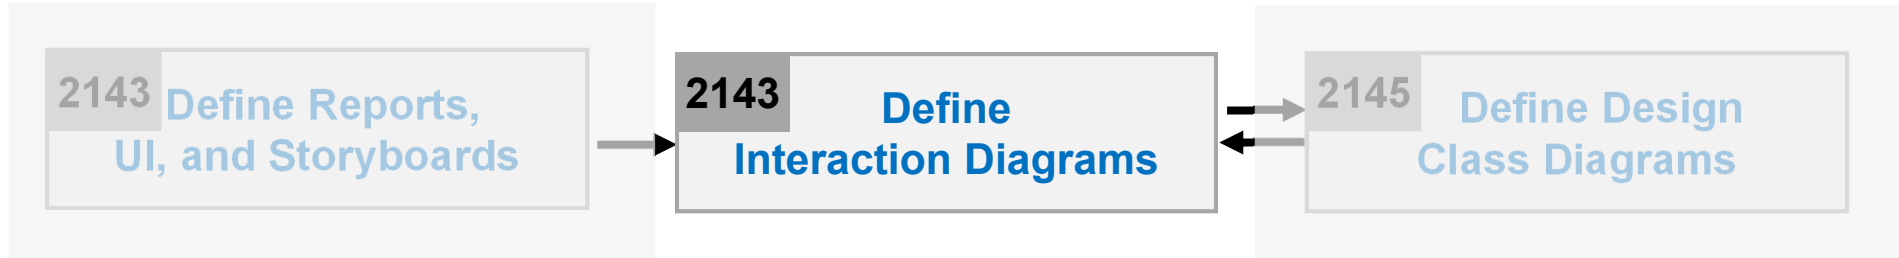 2143
Define Reports,
UI, and Storyboards
2143
Define
Interaction Diagrams
2145
Define Design
Class Diagrams